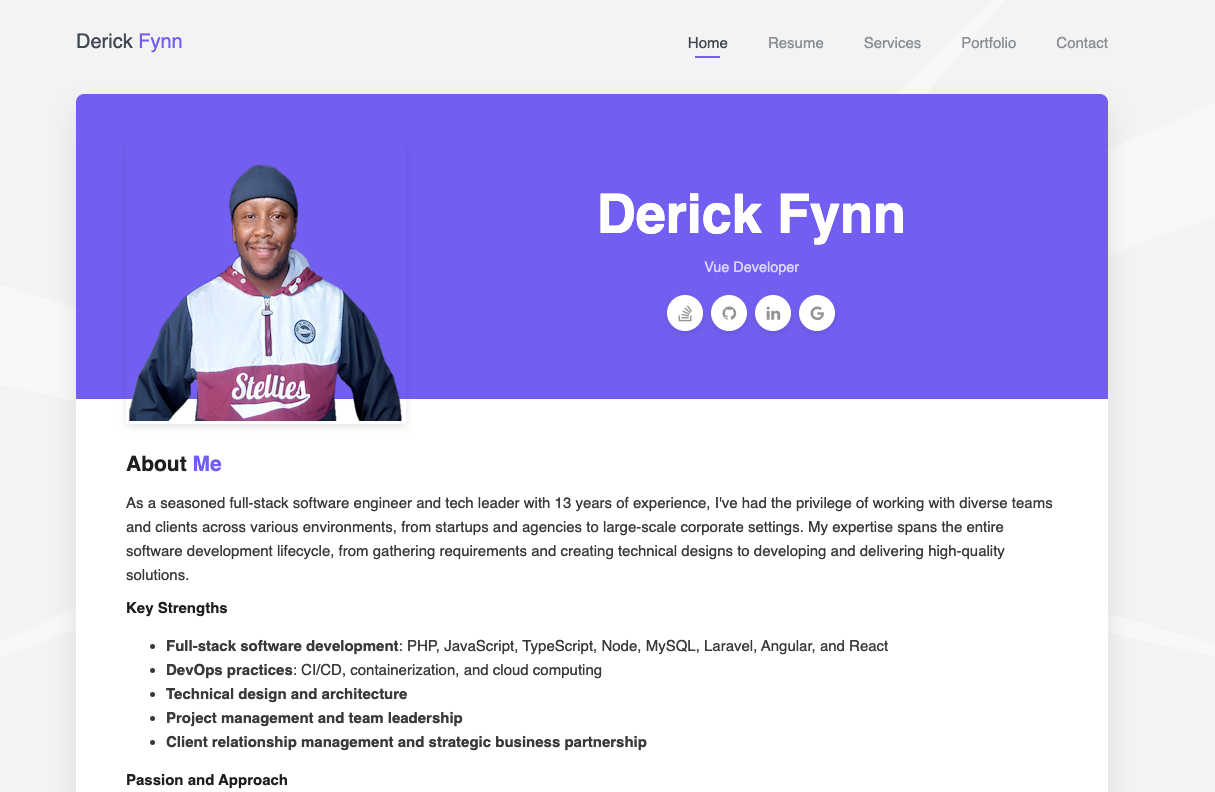 Derick Fynn
Home Resume Services Portfolio Contact
Derick Fynn
Vue Developer
Stellies
About Me
As a seasoned full-stack software engineer and tech leader with 13 years of experience, I've had the privilege of working with diverse teams
and clients across various environments, from startups and agencies to large-scale corporate settings. My expertise spans the entire
software development lifecycle, from gathering requirements and creating technical designs to developing and delivering high-quality
solutions.
Key Strengths
• Full-stack software development: PHP, JavaScript, TypeScript, Node, MySQL, Laravel, Angular, and React
• DevOps practices: CI/CD, containerization, and cloud computing
• Technical design and architecture
• Project management and team leadership
• Client relationship management and strategic business partnership
Passion and Approach